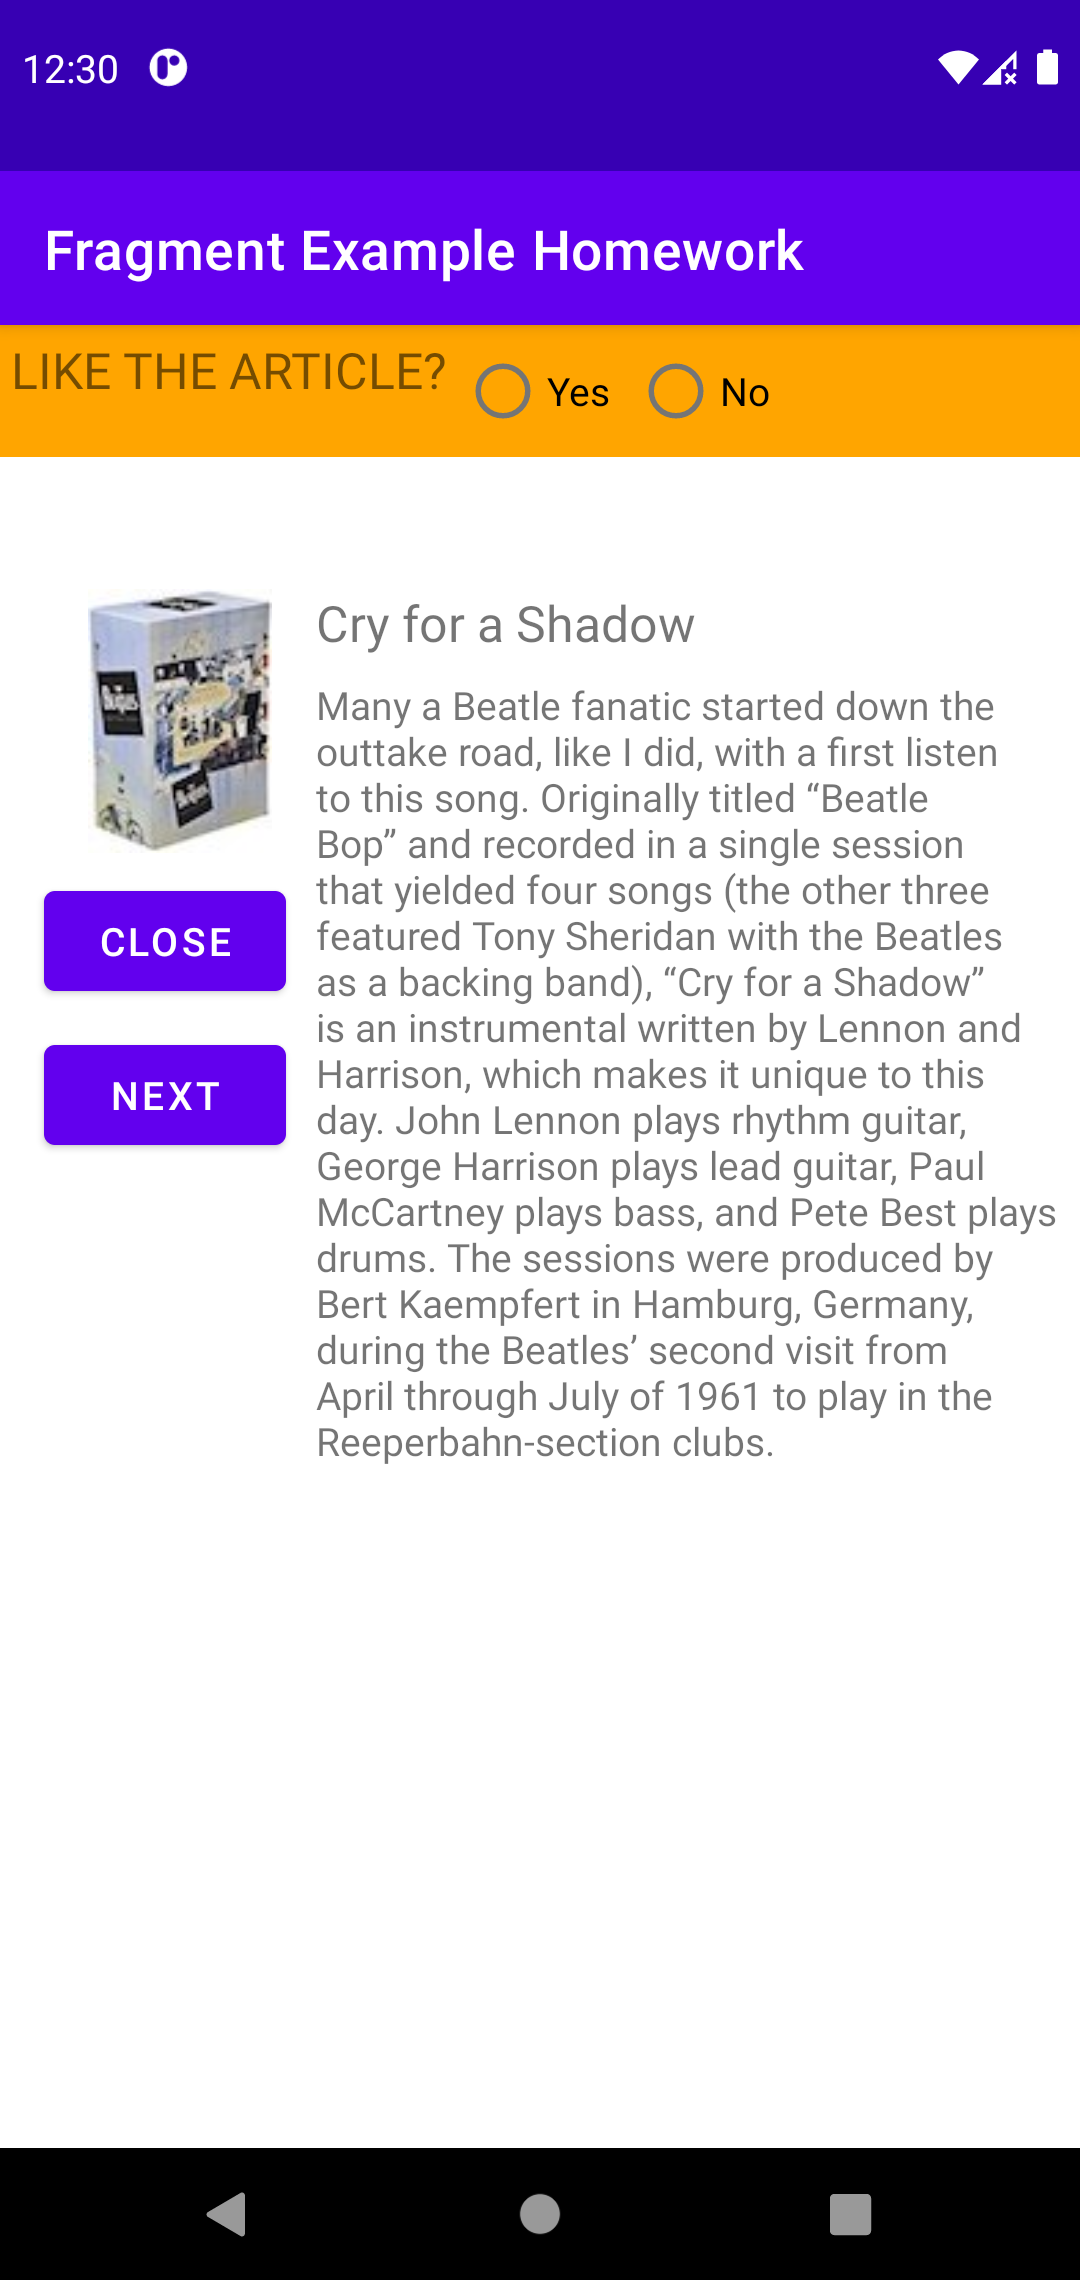 12:30
Fragment Example Homework
LIKE THE ARTICLE?
Yes
No
Cry for a Shadow
Many a Beatle fanatic started down the
outtake road, like I did, with a first listen
to this song. Originally titled “Beatle
Bop” and recorded in a single session
that yielded four songs (the other three
featured Tony Sheridan with the Beatles
as a backing band), “Cry for a Shadow”
is an instrumental written by Lennon and
Harrison, which makes it unique to this
day. John Lennon plays rhythm guitar,
George Harrison plays lead guitar, Paul
McCartney plays bass, and Pete Best plays
drums. The sessions were produced by
Bert Kaempfert in Hamburg, Germany,
during the Beatles’ second visit from
April through July of 1961 to play in the
Reeperbahn-section clubs.
CLOSE
NEXT